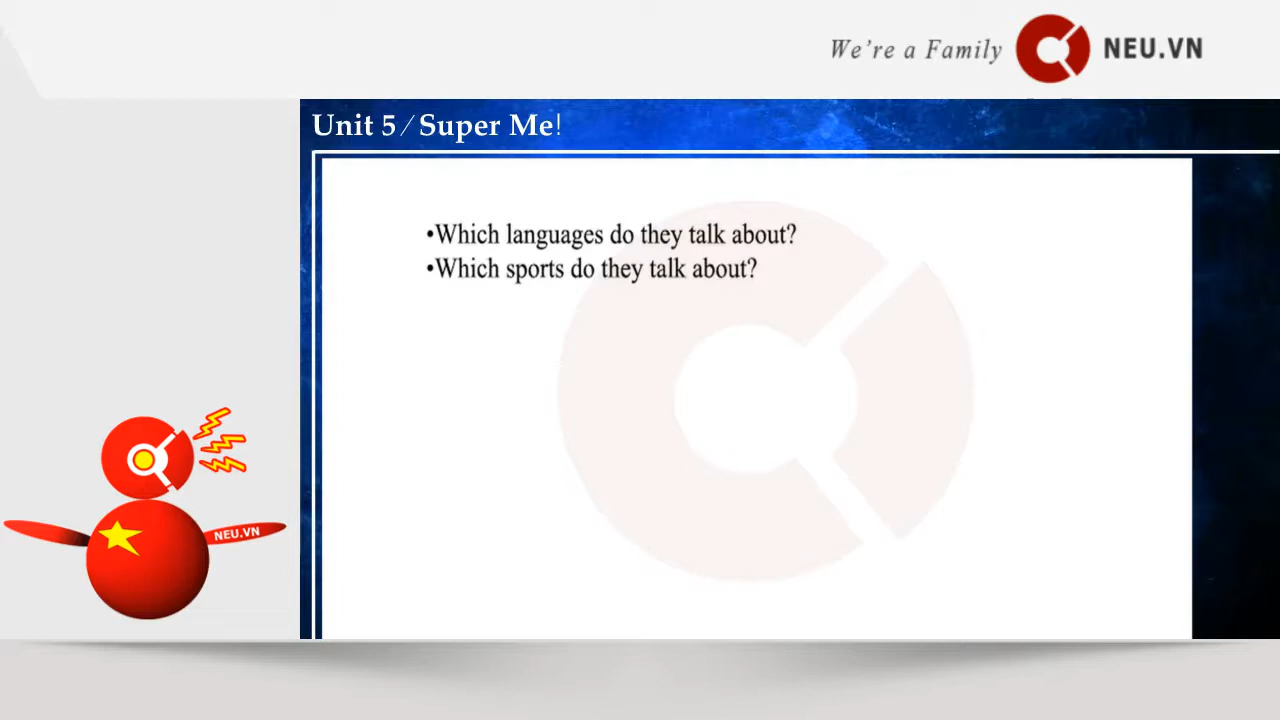 We're a Family NEU.VN
Unit 5 / Super Me!
•Which languages do they talk about?
•Which sports do they talk about?
NEU.VN